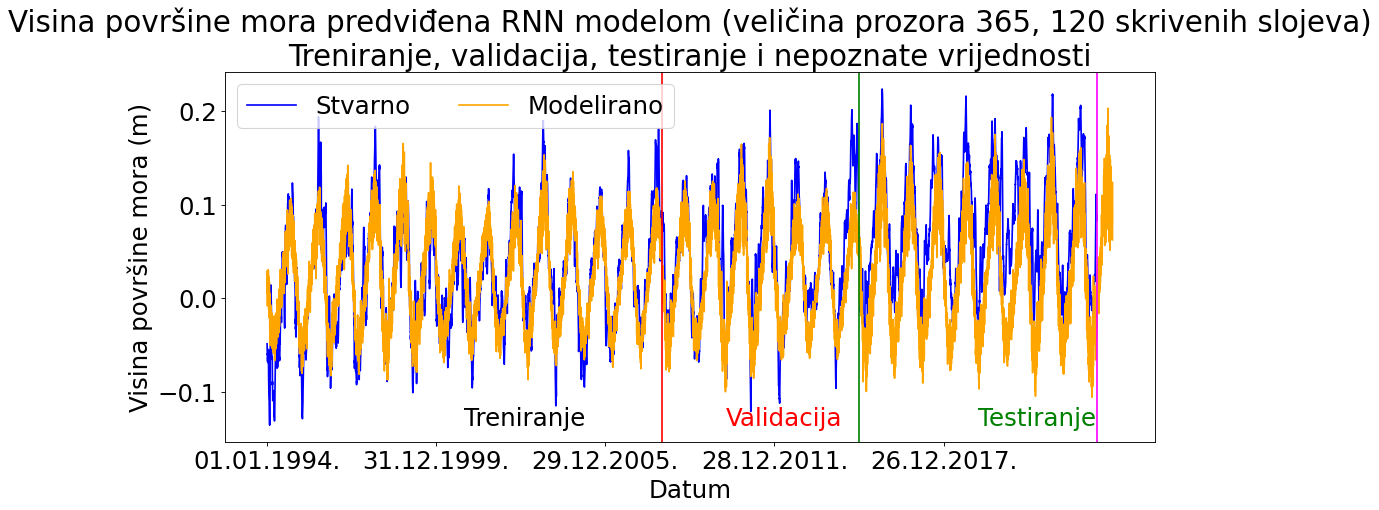 Visina površine mora predviđena RNN modelom (veličina prozora 365, 120 skrivenih slojeva)
Treniranje, validacija, testiranje i nepoznate vrijednosti
Stvarno
Modelirano
Visina površine mora (m)
0.2
0.1
0.0
−0.1
Treniranje
Validacija
Testiranje
01.01.1994.
31.12.1999.
29.12.2005.
28.12.2011.
26.12.2017.
Datum